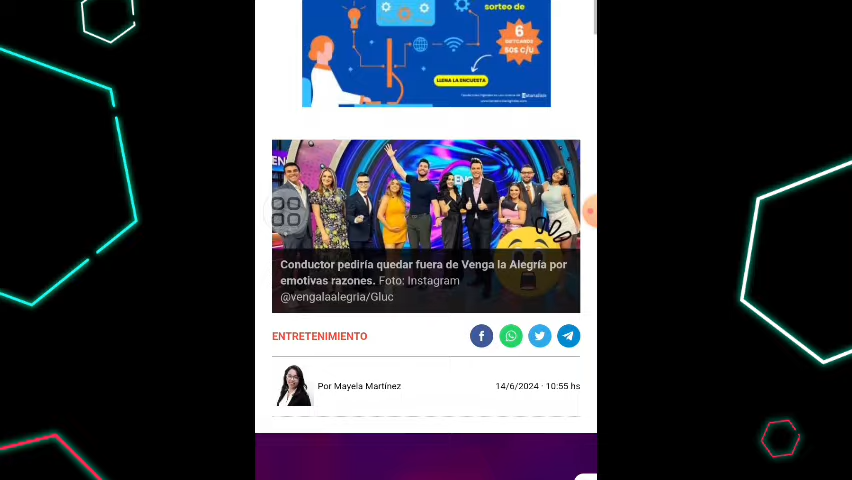 sorteo de
6
50$ C/U
LLENA LA ENCUESTA
EN
Conductor pediría quedar fuera de Venga la Alegría por
emotivas razones. Foto: Instagram
@vengalaalegria/Gluc
ENTRETENIMIENTO
Por Mayela Martínez
14/6/2024 · 10:55 hs